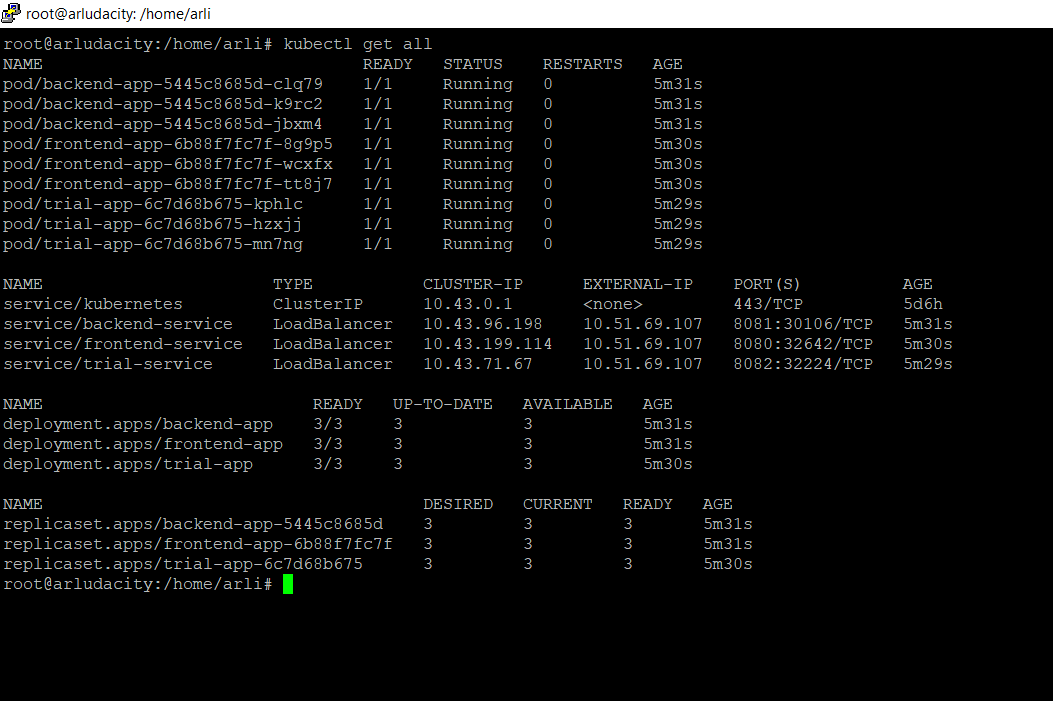 root@arludacity: /home/arli
root@arludacity:/home/arli# kubectl get all
NAME READY STATUS RESTARTS AGE
pod/backend-app-5445c8685d-clq79 1/1 Running 0 5m31s
pod/backend-app-5445c8685d-k9rc2 1/1 Running 0 5m31s
pod/backend-app-5445c8685d-jbxm4 1/1 Running 0 5m31s
pod/frontend-app-6b88f7fc7f-8g9p5 1/1 Running 0 5m30s
pod/frontend-app-6b88f7fc7f-wcxfx 1/1 Running 0 5m30s
pod/frontend-app-6b88f7fc7f-tt8j7 1/1 Running 0 5m30s
pod/trial-app-6c7d68b675-kphlc 1/1 Running 0 5m29s
pod/trial-app-6c7d68b675-hzxjj 1/1 Running 0 5m29s
pod/trial-app-6c7d68b675-mn7ng 1/1 Running 0 5m29s
NAME TYPE CLUSTER-IP EXTERNAL-IP PORT(S) AGE
service/kubernetes ClusterIP 10.43.0.1 <none> 443/TCP 5d6h
service/backend-service LoadBalancer 10.43.96.198 10.51.69.107 8081:30106/TCP 5m31s
service/frontend-service LoadBalancer 10.43.199.114 10.51.69.107 8080:32642/TCP 5m30s
service/trial-service LoadBalancer 10.43.71.67 10.51.69.107 8082:32224/TCP 5m29s
NAME READY UP-TO-DATE AVAILABLE AGE
deployment.apps/backend-app 3/3 3 3 5m31s
deployment.apps/frontend-app 3/3 3 3 5m31s
deployment.apps/trial-app 3/3 3 3 5m30s
NAME DESIRED CURRENT READY AGE
replicaset.apps/backend-app-5445c8685d 3 3 3 5m31s
replicaset.apps/frontend-app-6b88f7fc7f 3 3 3 5m31s
replicaset.apps/trial-app-6c7d68b675 3 3 3 5m30s
root@arludacity:/home/arli#